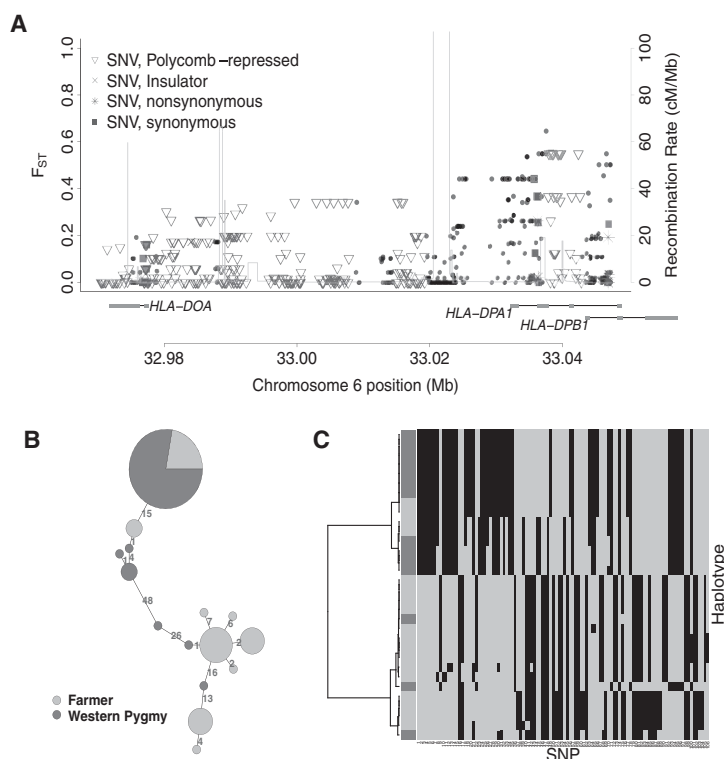 A
SNV, Polycomb−repressed
SNV, Insulator
SNV, nonsynonymous
SNV, synonymous
FST
1.0
0.8
0.6
0.4
0.2
0.0
100
80
60
40
20
0
Recombination Rate (cM/Mb)
HLA−DOA
HLA−DPA1
HLA−DPB1
32.98
33.00
33.02
33.04
Chromosome 6 position (Mb)
B
15
1
4
1
48
26
1
7
6
2
2
16
13
4
Farmer
Western Pygmy
C
Haplotype
SNP